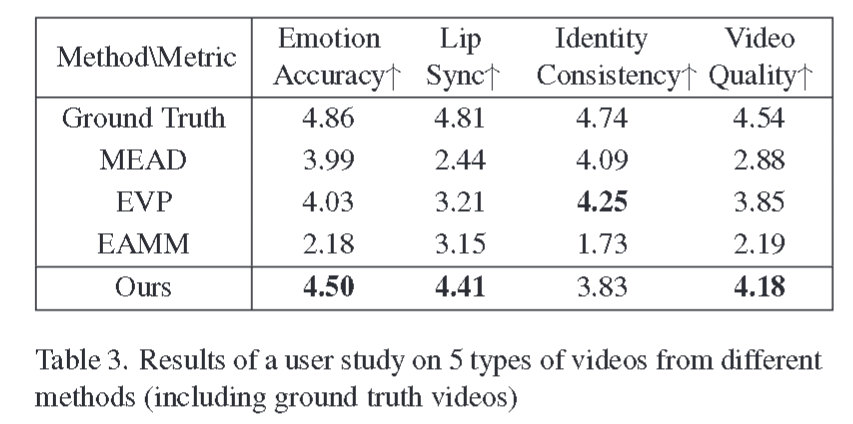 Method\Metric Emotion Accuracy↑ Lip Sync↑ Identity Consistency↑ Video Quality↑
Ground Truth 4.86 4.81 4.74 4.54
MEAD 3.99 2.44 4.09 2.88
EVP 4.03 3.21 4.25 3.85
EAMM 2.18 3.15 1.73 2.19
Ours 4.50 4.41 3.83 4.18
Table 3. Results of a user study on 5 types of videos from different
methods (including ground truth videos)